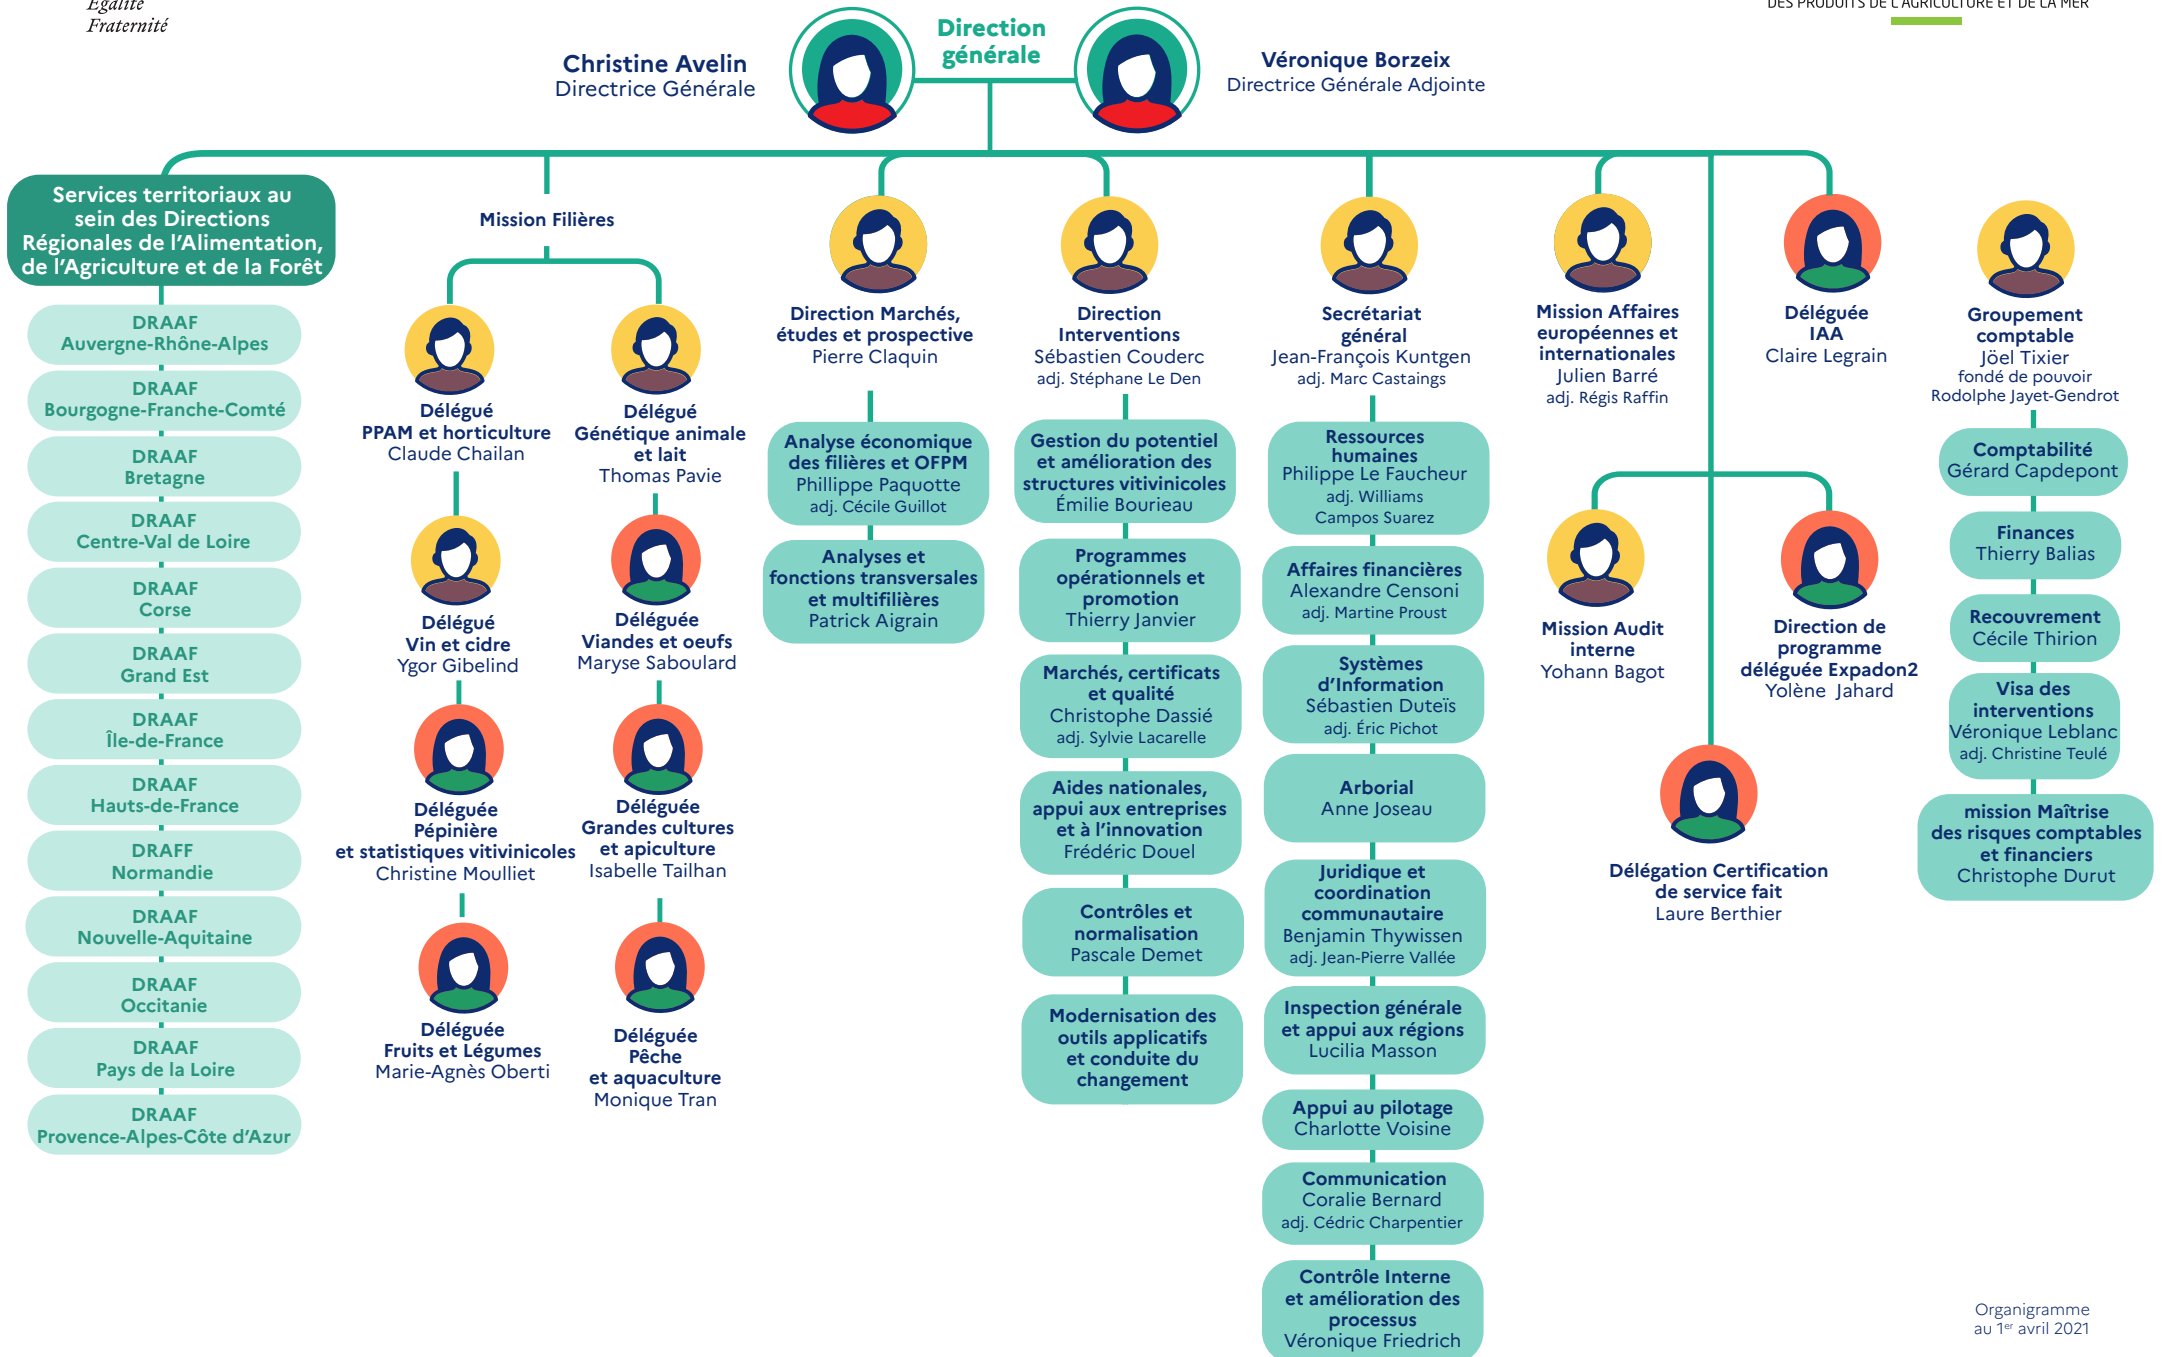 Égalité
Fraternité
DES PRODUITS DE L'AGRICULTURE ET DE LA MER
Direction
générale
Christine Avelin
Directrice Générale
Véronique Borzeix
Directrice Générale Adjointe
Services territoriaux au
sein des Directions
Régionales de l'Alimentation,
de l'Agriculture et de la Forêt
DRAAF
Auvergne-Rhône-Alpes
DRAAF
Bourgogne-Franche-Comté
DRAAF
Bretagne
DRAAF
Centre-Val de Loire
DRAAF
Corse
DRAAF
Grand Est
DRAAF
Île-de-France
DRAAF
Hauts-de-France
DRAFF
Normandie
DRAAF
Nouvelle-Aquitaine
DRAAF
Occitanie
DRAAF
Pays de la Loire
DRAAF
Provence-Alpes-Côte d'Azur
Mission Filières
Délégué
PPAM et horticulture
Claude Chailan
Délégué
Vin et cidre
Ygor Gibelind
Déléguée
Pépinière
et statistiques vitivinicoles
Christine Moulliet
Déléguée
Fruits et Légumes
Marie-Agnès Oberti
Délégué
Génétique animale
et lait
Thomas Pavie
Déléguée
Viandes et oeufs
Maryse Saboulard
Déléguée
Grandes cultures
et apiculture
Isabelle Tailhan
Déléguée
Pêche
et aquaculture
Monique Tran
Direction Marchés,
études et prospective
Pierre Claquin
Analyse économique
des filières et OFPM
Phillippe Paquotte
adj. Cécile Guillot
Analyses et
fonctions transversales
et multifilières
Patrick Aigrain
Direction
Interventions
Sébastien Couderc
adj. Stéphane Le Den
Gestion du potentiel
et amélioration des
structures vitivinicoles
Émilie Bourieau
Programmes
opérationnels et
promotion
Thierry Janvier
Marchés, certificats
et qualité
Christophe Dassié
adj. Sylvie Lacarelle
Aides nationales,
appui aux entreprises
et à l'innovation
Frédéric Douel
Contrôles et
normalisation
Pascale Demet
Modernisation des
outils applicatifs
et conduite du
changement
Secrétariat
général
Jean-François Kuntgen
adj. Marc Castaings
Ressources
humaines
Philippe Le Faucheur
adj. Williams
Campos Suarez
Affaires financières
Alexandre Censoni
adj. Martine Proust
Systèmes
d'Information
Sébastien Duteïs
adj. Éric Pichot
Arborial
Anne Joseau
Juridique et
coordination
communautaire
Benjamin Thywissen
adj. Jean-Pierre Vallée
Inspection générale
et appui aux régions
Lucilia Masson
Appui au pilotage
Charlotte Voisine
Communication
Coralie Bernard
adj. Cédric Charpentier
Contrôle Interne
et amélioration des
processus
Véronique Friedrich
Mission Affaires
européennes et
internationales
Julien Barré
adj. Régis Raffin
Déléguée
IAA
Claire Legrain
Mission Audit
interne
Yohann Bagot
Direction de
programme
déléguée Expadon2
Yolène Jahard
Délégation Certification
de service fait
Laure Berthier
Groupement
comptable
Jöel Tixier
fondé de pouvoir
Rodolphe Jayet-Gendrot
Comptabilité
Gérard Capdepont
Finances
Thierry Balias
Recouvrement
Cécile Thirion
Visa des
interventions
Véronique Leblanc
adj. Christine Teulé
mission Maîtrise
des risques comptables
et financiers
Christophe Durut
Organigramme
au 1er avril 2021